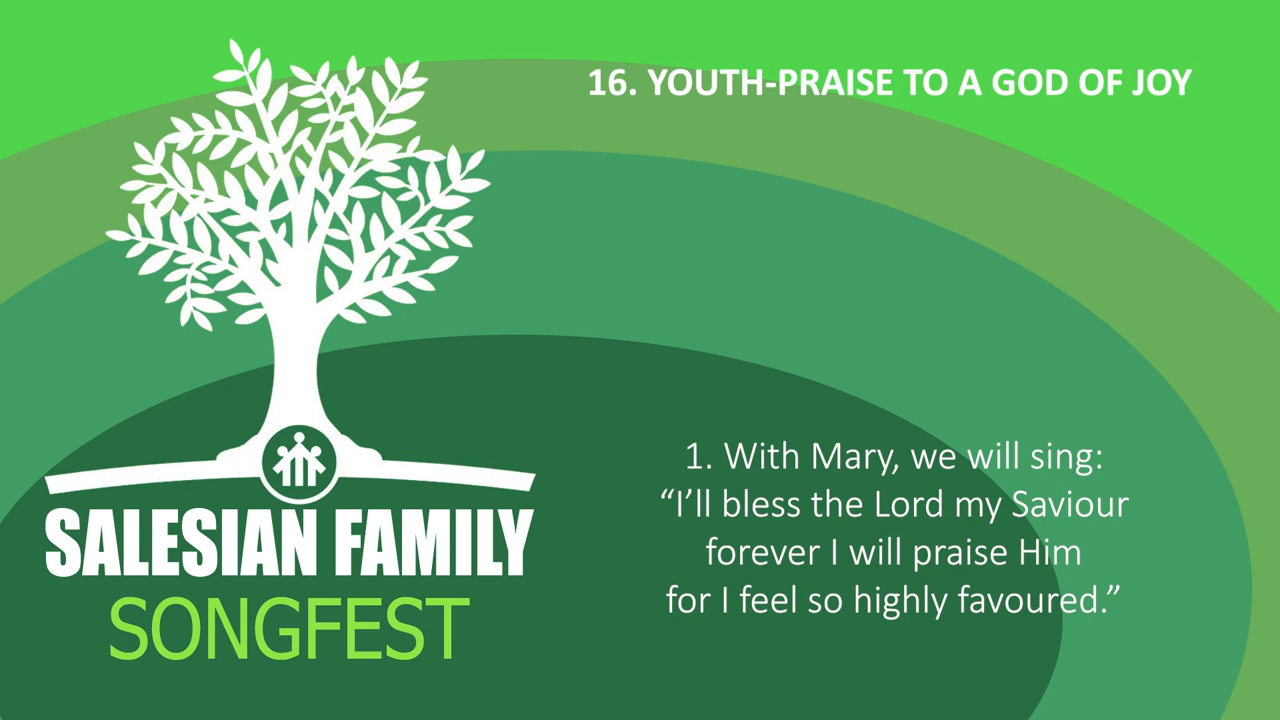 16. YOUTH-PRAISE TO A GOD OF JOY
SALESIAN FAMILY
SONGFEST
1. With Mary, we will sing:
“I’ll bless the Lord my Saviour
forever I will praise Him
for I feel so highly favoured.”